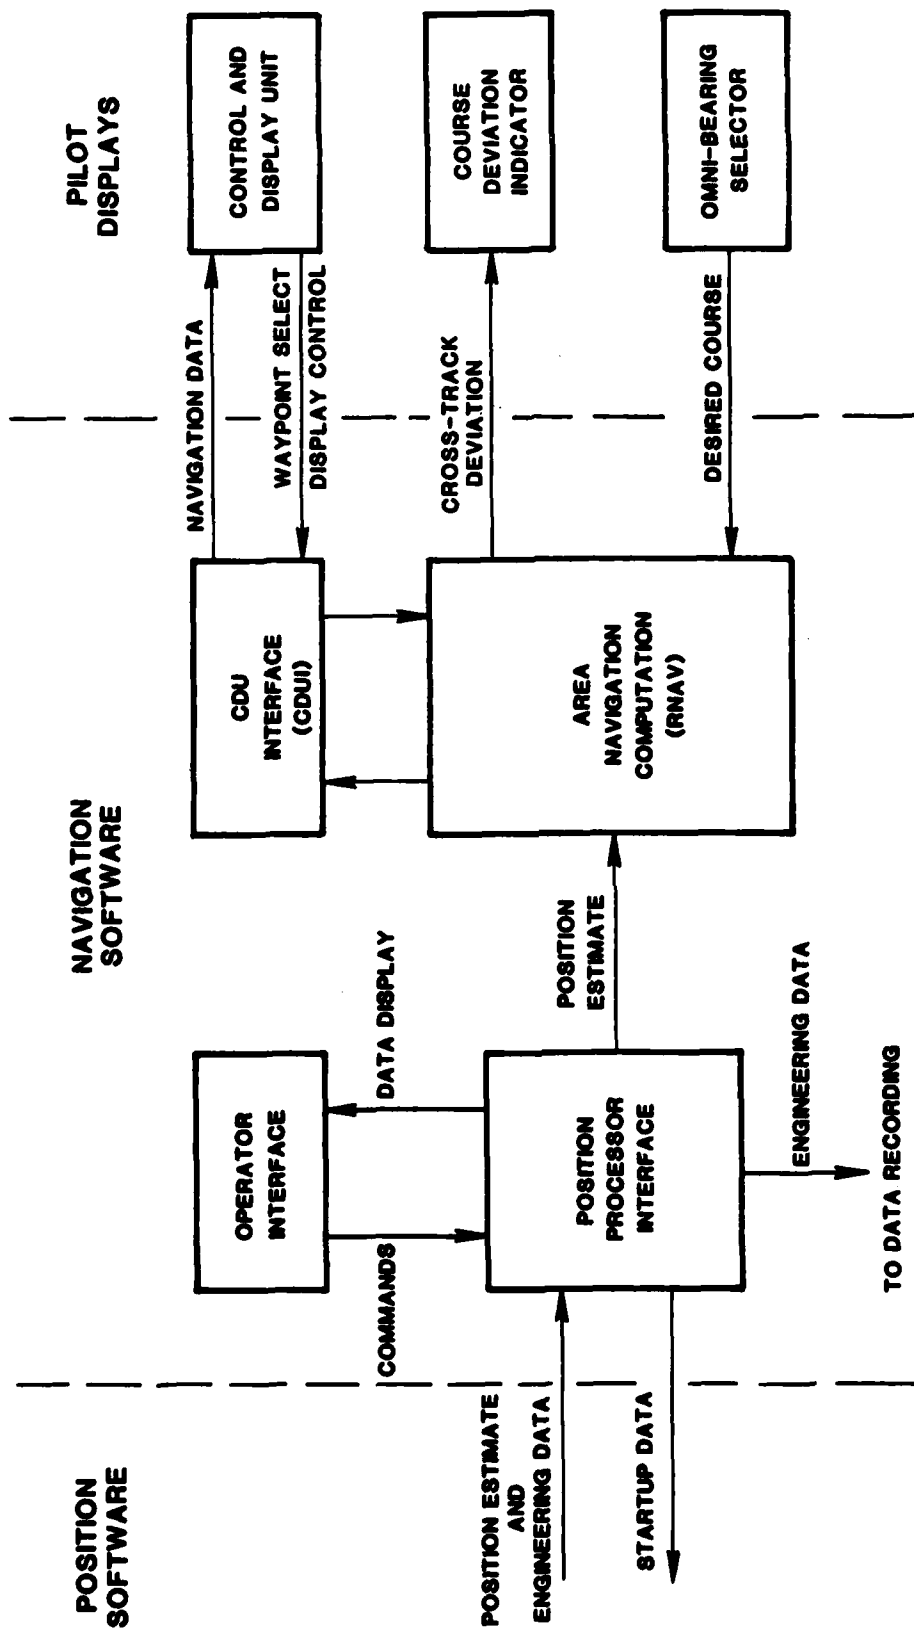 POSITION
SOFTWARE
NAVIGATION
SOFTWARE
PILOT
DISPLAYS
OPERATOR
INTERFACE
CDU
INTERFACE
(CDUI)
CONTROL AND
DISPLAY UNIT
NAVIGATION DATA
WAYPOINT SELECT
DISPLAY CONTROL
COMMANDS
DATA DISPLAY
CROSS-TRACK
DEVIATION
COURSE
DEVIATION
INDICATOR
POSITION ESTIMATE
AND
ENGINEERING DATA
POSITION
PROCESSOR
INTERFACE
POSITION
ESTIMATE
AREA
NAVIGATION
COMPUTATION
(RNAV)
STARTUP DATA
DESIRED COURSE
OMNI-BEARING
SELECTOR
ENGINEERING DATA
TO DATA RECORDING